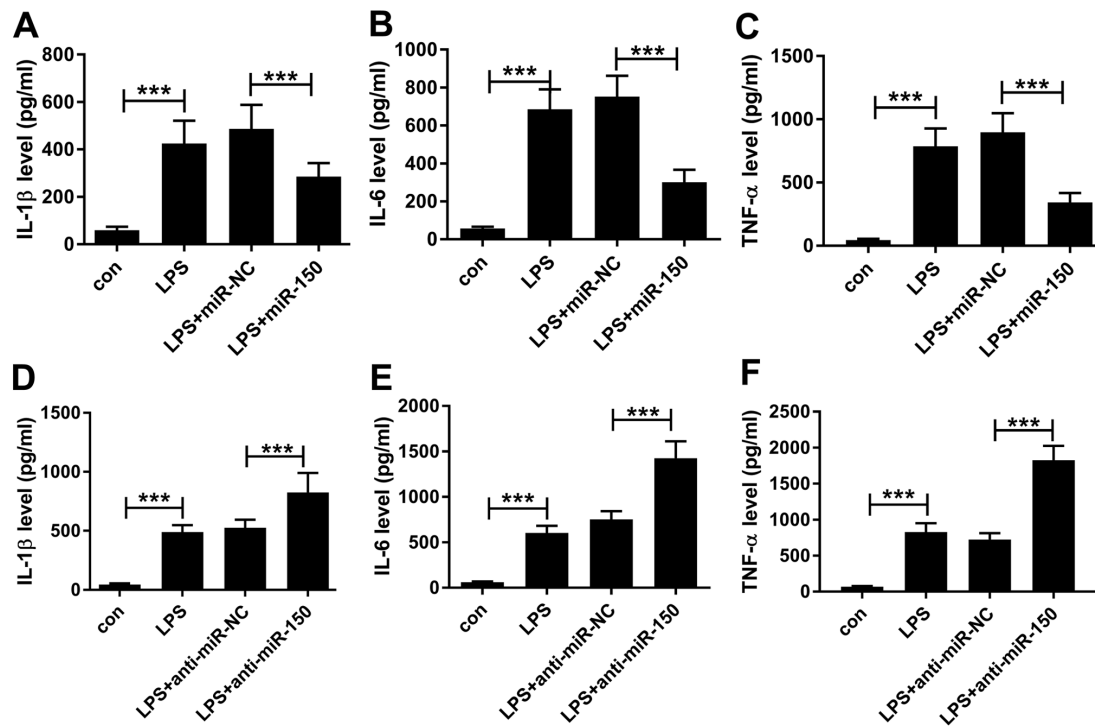 A
IL-1β level (pg/ml)
800
600
400
200
0
***
***
con
LPS
LPS+miR-NC
LPS+miR-150
B
IL-6 level (pg/ml)
1000
800
600
400
200
0
***
***
con
LPS
LPS+miR-NC
LPS+miR-150
C
TNF-α level (pg/ml)
1500
1000
500
0
***
***
con
LPS
LPS+miR-NC
LPS+miR-150
D
IL-1β level (pg/ml)
1500
1000
500
0
***
***
con
LPS
LPS+anti-miR-NC
LPS+anti-miR-150
E
IL-6 level (pg/ml)
2000
1500
1000
500
0
***
***
con
LPS
LPS+anti-miR-NC
LPS+anti-miR-150
F
TNF-α level (pg/ml)
2500
2000
1500
1000
500
0
***
***
con
LPS
LPS+anti-miR-NC
LPS+anti-miR-150